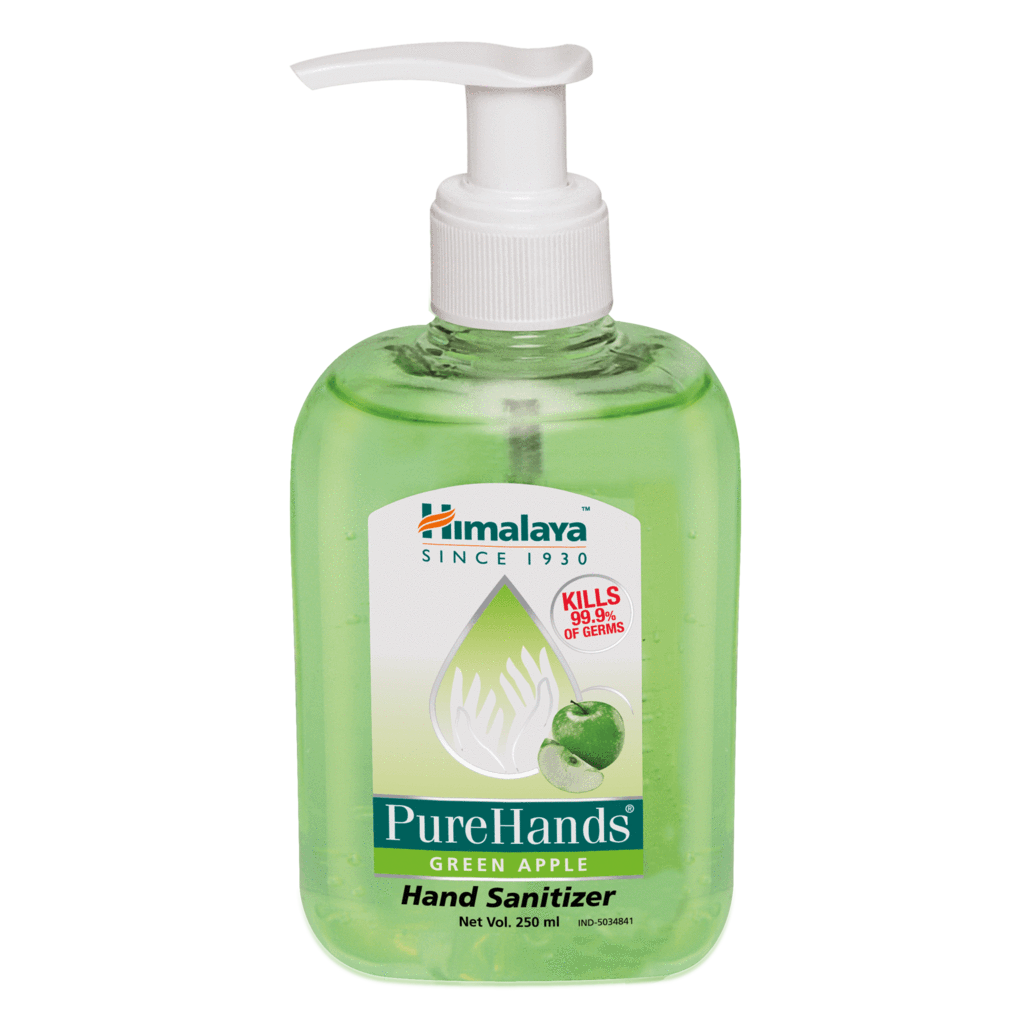 Himalaya™
SINCE 1930
KILLS
99.9%
OF GERMS
PureHands®
GREEN APPLE
Hand Sanitizer
Net Vol. 250 ml IND-5034841